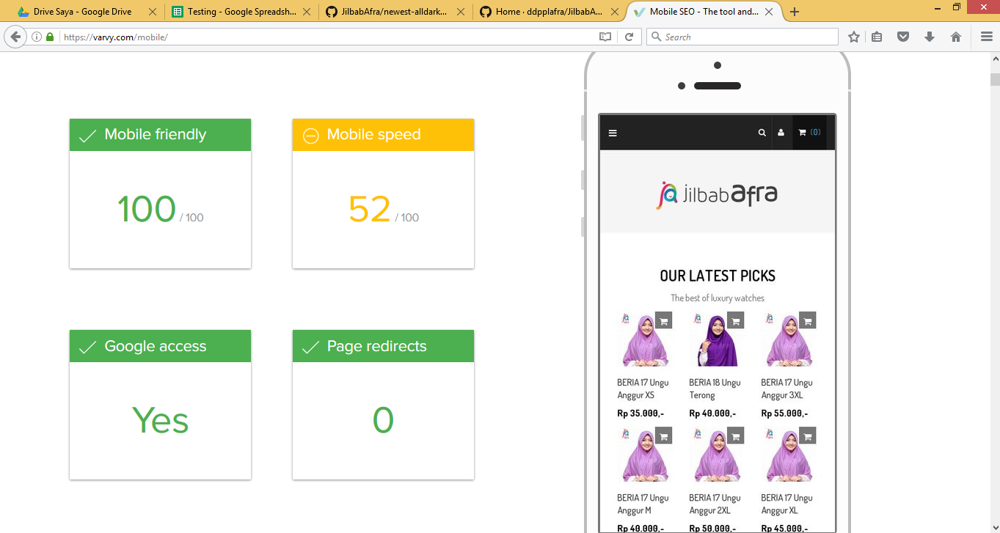 Drive Saya - Google Drive
Testing - Google Spreadsh...
JilbabAfra/newest-alldark...
Home · ddpplafra/JilbabA...
Mobile SEO - The tool and...
https://varvy.com/mobile/
Search
Mobile friendly
100 / 100
Mobile speed
52 / 100
Google access
Yes
Page redirects
0
(0)
jilbabafra
OUR LATEST PICKS
The best of luxury watches
BERIA 17 Ungu
Anggur XS
Rp 35.000,-
BERIA 18 Ungu
Terong
Rp 40.000,-
BERIA 17 Ungu
Anggur 3XL
Rp 55.000,-
BERIA 17 Ungu
Anggur M
Rp 40.000,-
BERIA 17 Ungu
Anggur 2XL
Rp 50.000,-
BERIA 17 Ungu
Anggur XL
Rp 45.000,-